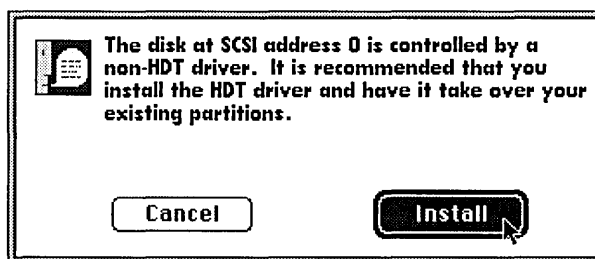 The disk at SCSI address 0 is controlled by a
non-HDT driver.  It is recommended that you
install the HDT driver and have it take over your
existing partitions.
Cancel
Install